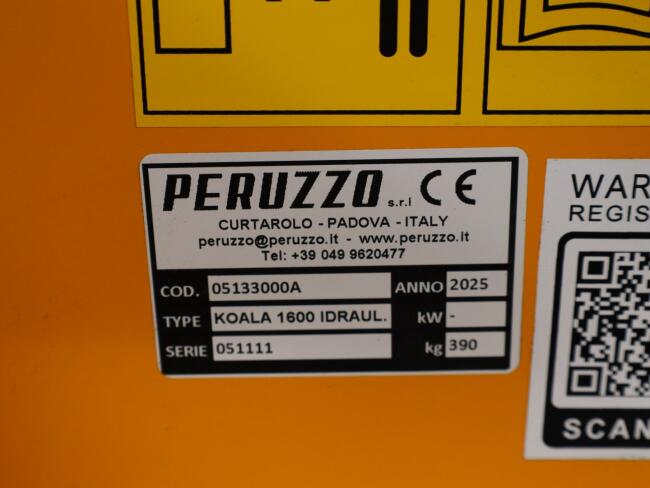 PERUZZO s.r.l CE
CURTAROLO - PADOVA - ITALY
peruzzo@peruzzo.it - www.peruzzo.it
Tel: +39 049 9620477
COD. 05133000A ANNO 2025
TYPE KOALA 1600 IDRAUL. kW -
SERIE 051111 kg 390
WAR
REGIS
SCAN